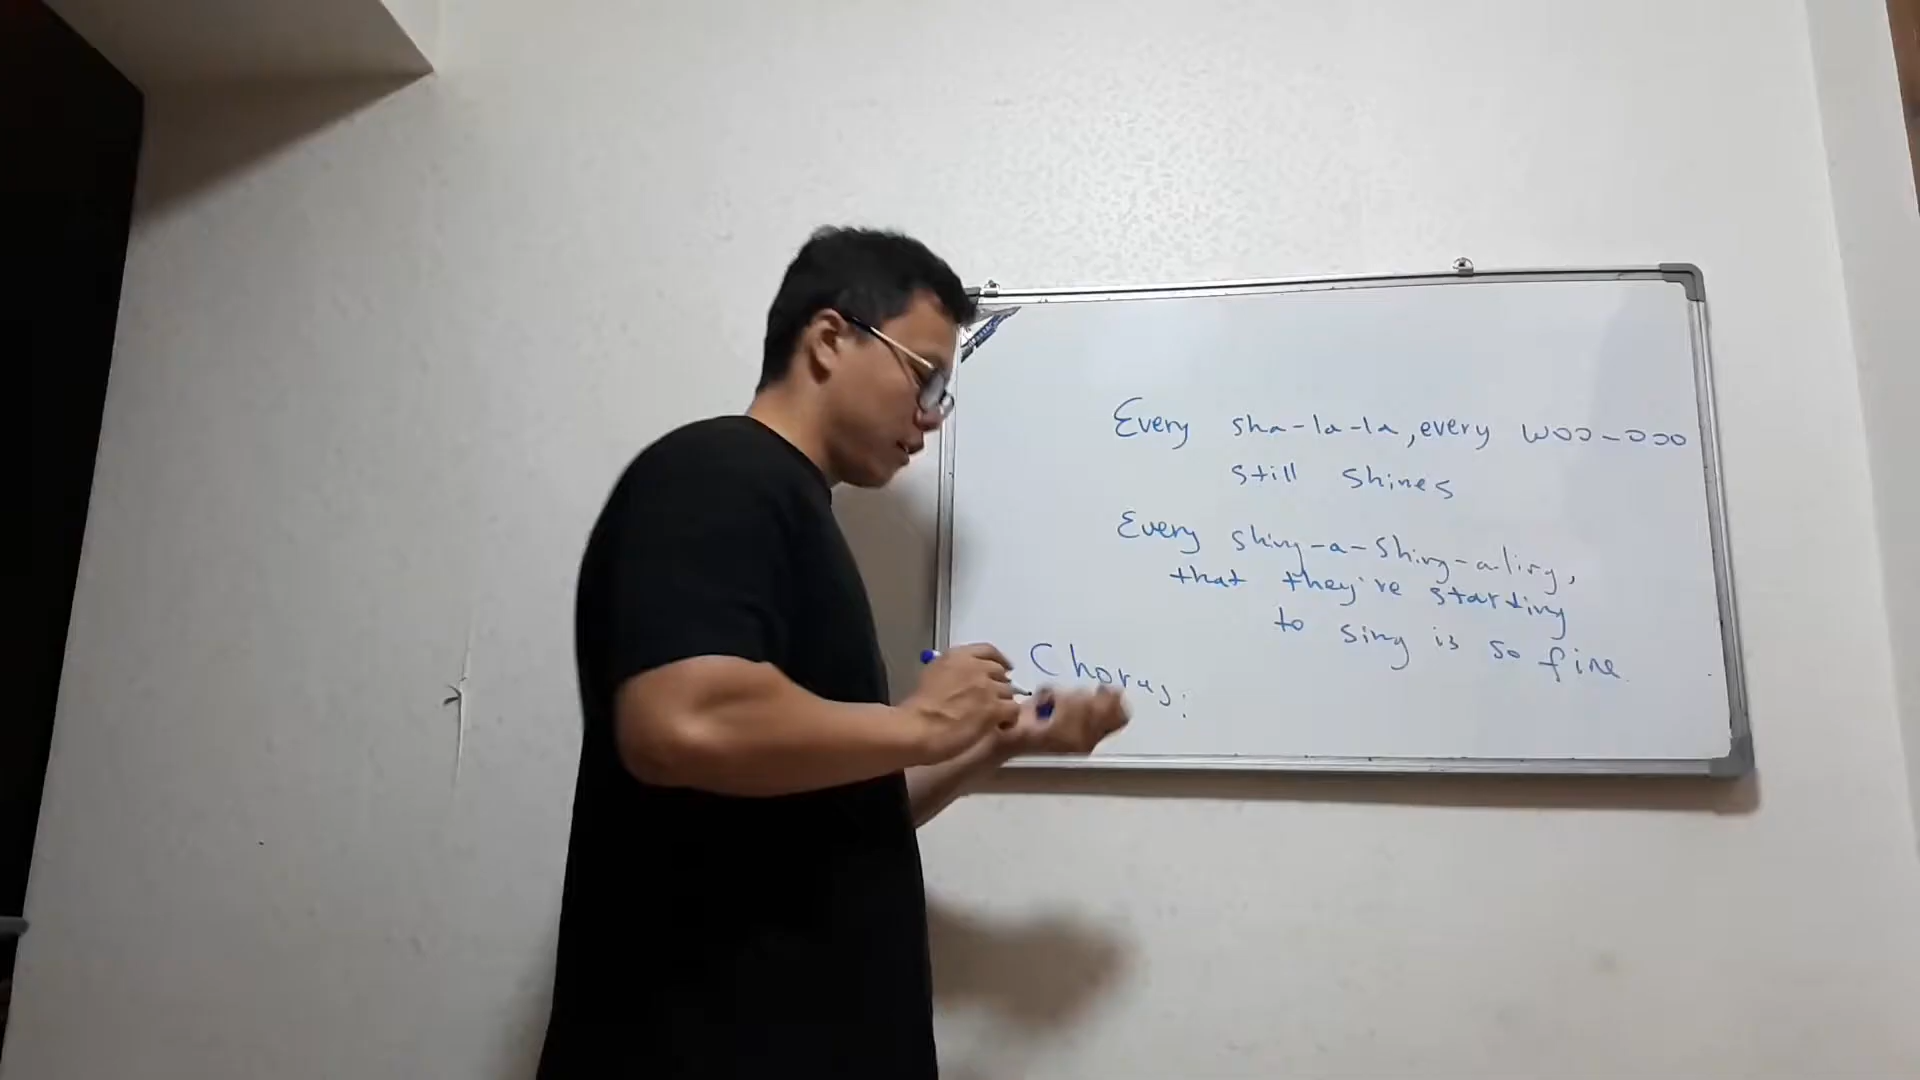 Every sha-la-la, every woo-ooo
still shines
Every shing-a-shing-a-ling,
that they're starting
to sing is so fine.
Chorus: